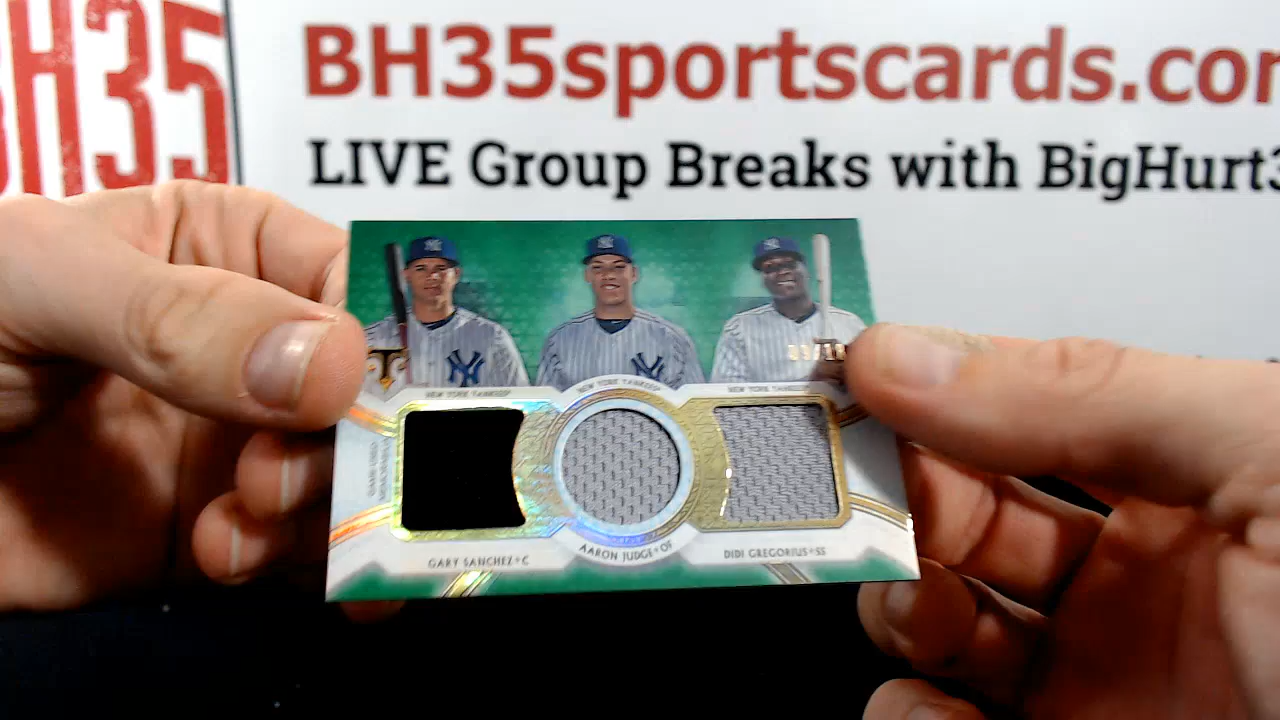 BH35
BH35sportscards.co
LIVE Group Breaks with BigHurt3
NEW YORK YANKEES
NEW YORK YANKEES
NEW YORK YANKEES
GARY SANCHEZ • C
AARON JUDGE • OF
DIDI GREGORIUS • SS